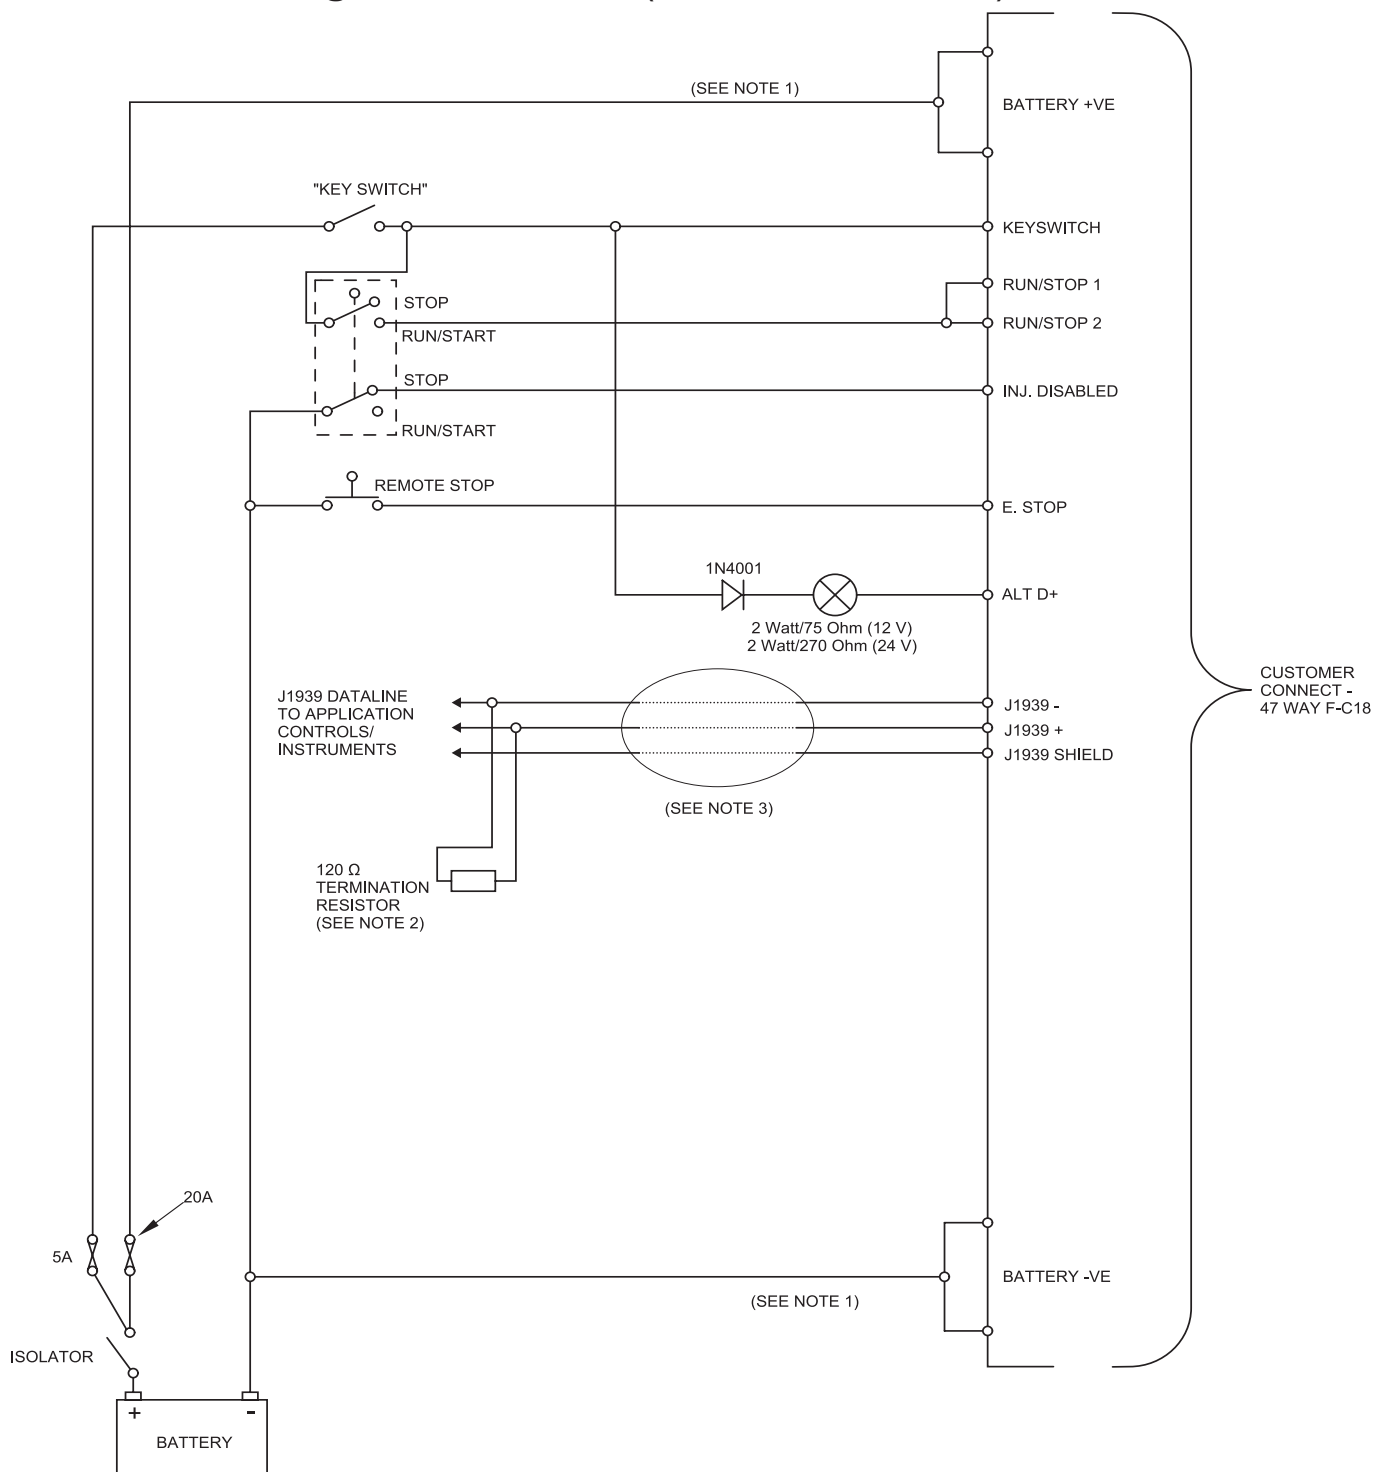 (SEE NOTE 1)
BATTERY +VE
"KEY SWITCH"
KEYSWITCH
RUN/STOP 1
STOP
RUN/STOP 2
RUN/START
STOP
INJ. DISABLED
RUN/START
REMOTE STOP
E. STOP
1N4001
ALT D+
2 Watt/75 Ohm (12 V)
2 Watt/270 Ohm (24 V)
CUSTOMER
CONNECT -
47 WAY F-C18
J1939 DATALINE
TO APPLICATION
CONTROLS/
INSTRUMENTS
J1939 -
J1939 +
J1939 SHIELD
(SEE NOTE 3)
120 Ω
TERMINATION
RESISTOR
(SEE NOTE 2)
20A
5A
BATTERY -VE
(SEE NOTE 1)
ISOLATOR
+ -
BATTERY